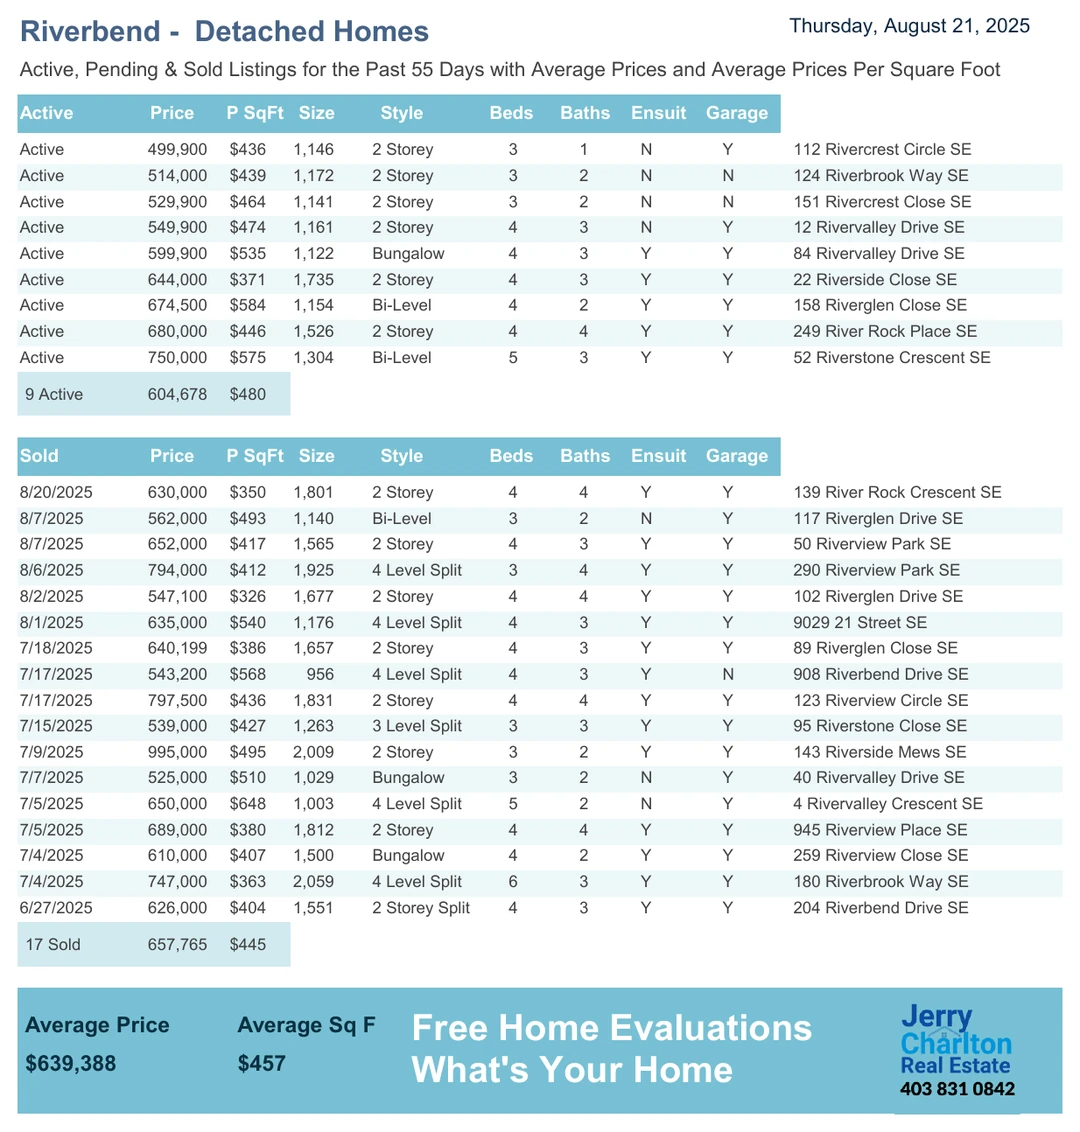 Riverbend -  Detached Homes
Thursday, August 21, 2025
Active, Pending & Sold Listings for the Past 55 Days with Average Prices and Average Prices Per Square Foot
Active Price P SqFt Size Style Beds Baths Ensuit Garage
Active 499,900 $436 1,146 2 Storey 3 1 N Y 112 Rivercrest Circle SE
Active 514,000 $439 1,172 2 Storey 3 2 N N 124 Riverbrook Way SE
Active 529,900 $464 1,141 2 Storey 3 2 N N 151 Rivercrest Close SE
Active 549,900 $474 1,161 2 Storey 4 3 N Y 12 Rivervalley Drive SE
Active 599,900 $535 1,122 Bungalow 4 3 Y Y 84 Rivervalley Drive SE
Active 644,000 $371 1,735 2 Storey 4 3 Y Y 22 Riverside Close SE
Active 674,500 $584 1,154 Bi-Level 4 2 Y Y 158 Riverglen Close SE
Active 680,000 $446 1,526 2 Storey 4 4 Y Y 249 River Rock Place SE
Active 750,000 $575 1,304 Bi-Level 5 3 Y Y 52 Riverstone Crescent SE
9 Active 604,678 $480
Sold Price P SqFt Size Style Beds Baths Ensuit Garage
8/20/2025 630,000 $350 1,801 2 Storey 4 4 Y Y 139 River Rock Crescent SE
8/7/2025 562,000 $493 1,140 Bi-Level 3 2 N Y 117 Riverglen Drive SE
8/7/2025 652,000 $417 1,565 2 Storey 4 3 Y Y 50 Riverview Park SE
8/6/2025 794,000 $412 1,925 4 Level Split 3 4 Y Y 290 Riverview Park SE
8/2/2025 547,100 $326 1,677 2 Storey 4 4 Y Y 102 Riverglen Drive SE
8/1/2025 635,000 $540 1,176 4 Level Split 4 3 Y Y 9029 21 Street SE
7/18/2025 640,199 $386 1,657 2 Storey 4 3 Y Y 89 Riverglen Close SE
7/17/2025 543,200 $568 956 4 Level Split 4 3 Y N 908 Riverbend Drive SE
7/17/2025 797,500 $436 1,831 2 Storey 4 4 Y Y 123 Riverview Circle SE
7/15/2025 539,000 $427 1,263 3 Level Split 3 3 Y Y 95 Riverstone Close SE
7/9/2025 995,000 $495 2,009 2 Storey 3 2 Y Y 143 Riverside Mews SE
7/7/2025 525,000 $510 1,029 Bungalow 3 2 N Y 40 Rivervalley Drive SE
7/5/2025 650,000 $648 1,003 4 Level Split 5 2 N Y 4 Rivervalley Crescent SE
7/5/2025 689,000 $380 1,812 2 Storey 4 4 Y Y 945 Riverview Place SE
7/4/2025 610,000 $407 1,500 Bungalow 4 2 Y Y 259 Riverview Close SE
7/4/2025 747,000 $363 2,059 4 Level Split 6 3 Y Y 180 Riverbrook Way SE
6/27/2025 626,000 $404 1,551 2 Storey Split 4 3 Y Y 204 Riverbend Drive SE
17 Sold 657,765 $445
Average Price Average Sq F
$639,388 $457
Free Home Evaluations
What's Your Home
Jerry
Charlton
Real Estate
403 831 0842